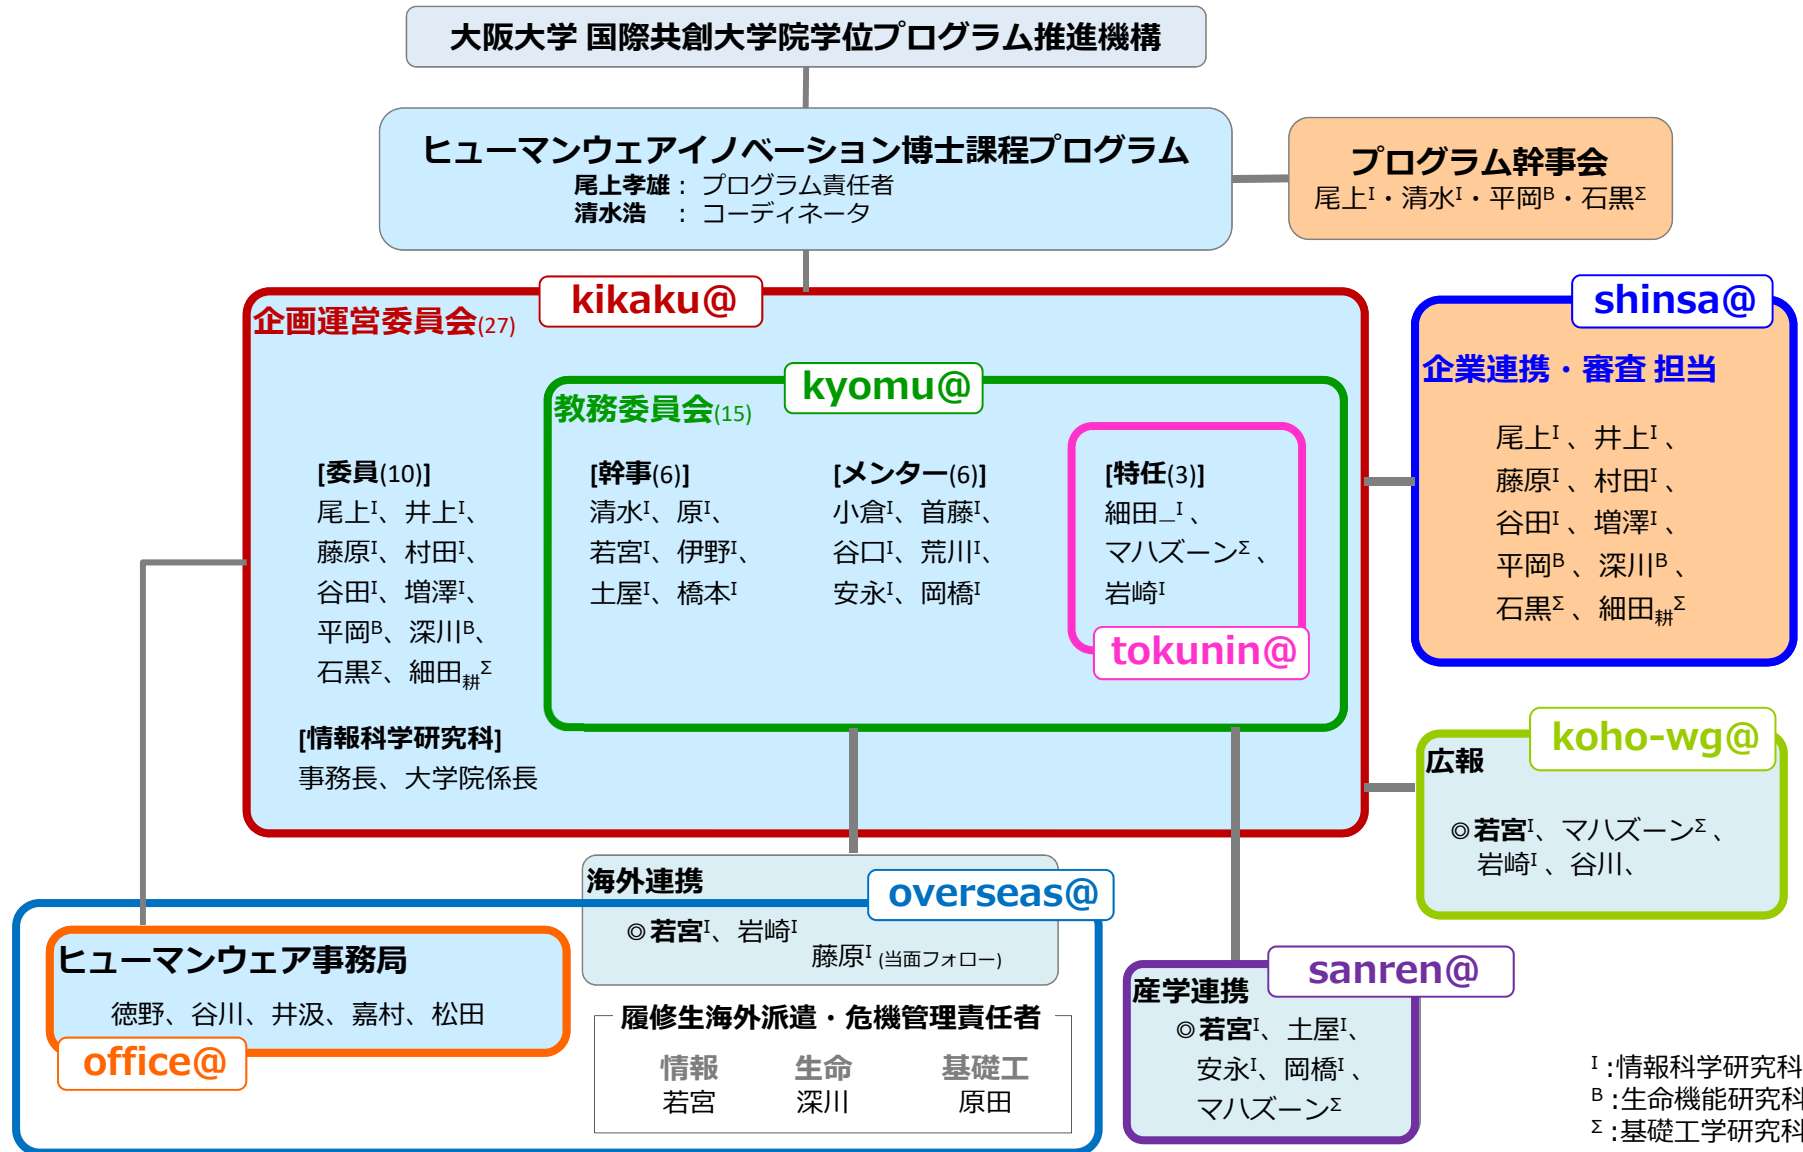 大阪大学 国際共創大学院学位プログラム推進機構
ヒューマンウェアイノベーション博士課程プログラム
尾上孝雄： プログラム責任者
清水浩 ： コーディネータ
プログラム幹事会
尾上I・清水I・平岡B・石黒Σ
kikaku@
企画運営委員会(27)
[委員(10)]
尾上I、井上I、
藤原I、村田I、
谷田I、増澤I、
平岡B、深川B、
石黒Σ、細田耕Σ
[情報科学研究科]
事務長、大学院係長
kyomu@
教務委員会(15)
[幹事(6)]
清水I、原I、
若宮I、伊野I、
土屋I、橋本I
[メンター(6)]
小倉I、首藤I、
谷口I、荒川I、
安永I、岡橋I
[特任(3)]
細田一I、
マハズーンΣ、
岩崎I
tokunin@
shinsa@
企業連携・審査 担当
尾上I、井上I、
藤原I、村田I、
谷田I、増澤I、
平岡B、深川B、
石黒Σ、細田耕Σ
koho-wg@
広報
◎若宮I、マハズーンΣ、
岩崎I、谷川、
海外連携
overseas@
◎若宮I、岩崎I
藤原I (当面フォロー)
ヒューマンウェア事務局
徳野、谷川、井汲、嘉村、松田
office@
履修生海外派遣・危機管理責任者
情報 生命 基礎工
若宮 深川 原田
sanren@
産学連携
◎若宮I、土屋I、
安永I、岡橋I、
マハズーンΣ
I :情報科学研究科
B :生命機能研究科
Σ :基礎工学研究科